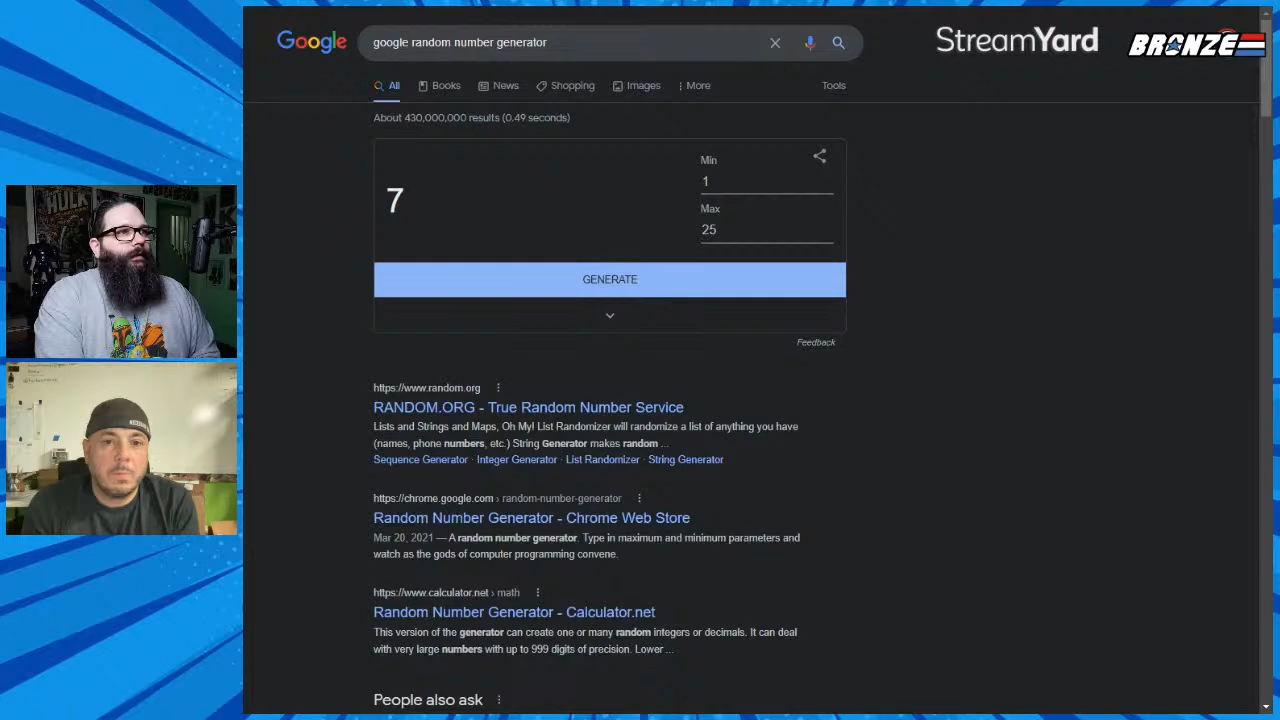 Google
google random number generator
StreamYard
BRONZE
All
Books
News
Shopping
Images
More
Tools
About 430,000,000 results (0.49 seconds)
7
Min
1
Max
25
GENERATE
Feedback
https://www.random.org
RANDOM.ORG - True Random Number Service
Lists and Strings and Maps, Oh My! List Randomizer will randomize a list of anything you have
(names, phone numbers, etc.) String Generator makes random ...
Sequence Generator · Integer Generator · List Randomizer · String Generator
https://chrome.google.com › random-number-generator
Random Number Generator - Chrome Web Store
Mar 20, 2021 — A random number generator. Type in maximum and minimum parameters and
watch as the gods of computer programming convene.
https://www.calculator.net › math
Random Number Generator - Calculator.net
This version of the generator can create one or many random integers or decimals. It can deal
with very large numbers with up to 999 digits of precision. Lower ...
People also ask
HULK